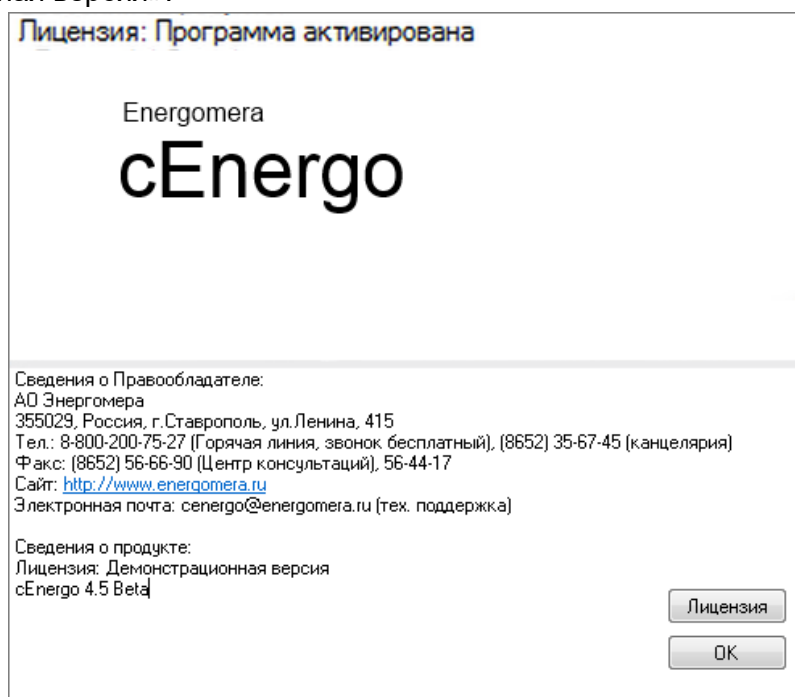 Лицензия: Программа активирована
Energomera
cEnergo
Сведения о Правообладателе:
АО Энергомера
355029, Россия, г.Ставрополь, ул.Ленина, 415
Тел.: 8-800-200-75-27 (Горячая линия, звонок бесплатный), (8652) 35-67-45 (канцелярия)
Факс: (8652) 56-66-90 (Центр консультаций), 56-44-17
Сайт: http://www.energomera.ru
Электронная почта: cenergo@energomera.ru (тех. поддержка)
Сведения о продукте:
Лицензия: Демонстрационная версия
cEnergo 4.5 Beta
Лицензия
OK